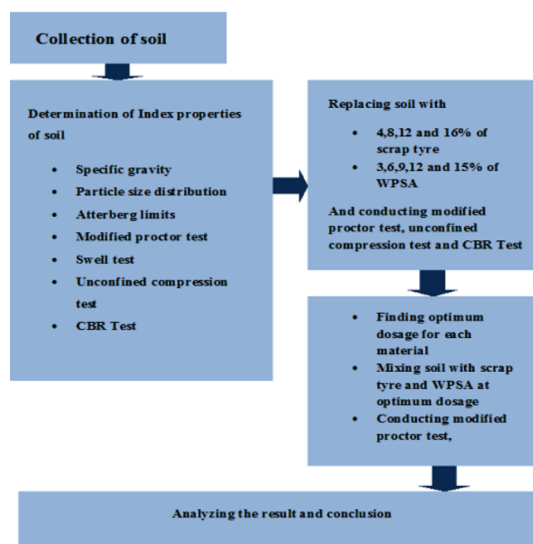 Collection of soil
Determination of Index properties
of soil
• Specific gravity
• Particle size distribution
• Atterberg limits
• Modified proctor test
• Swell test
• Unconfined compression
test
• CBR Test
Replacing soil with
• 4,8,12 and 16% of
scrap tyre
• 3,6,9,12 and 15% of
WPSA
And conducting modified
proctor test, unconfined
compression test and CBR Test
• Finding optimum
dosage for each
material
• Mixing soil with scrap
tyre and WPSA at
optimum dosage
• Conducting modified
proctor test,
Analyzing the result and conclusion